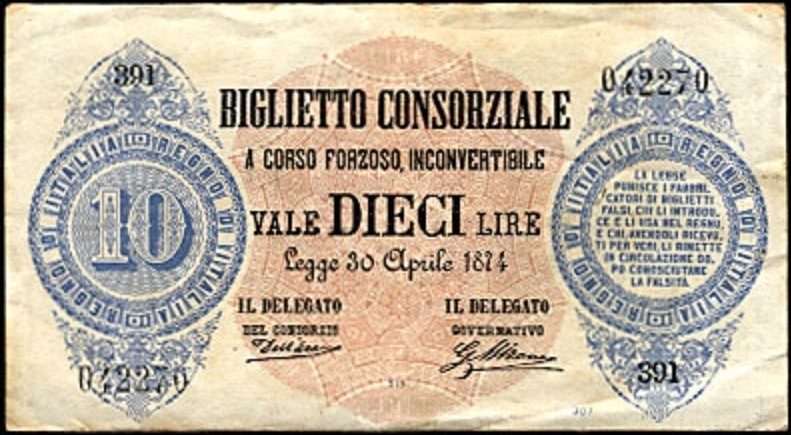 391
042270
BIGLIETTO CONSORZIALE
A CORSO FORZOSO, INCONVERTIBILE
VALE DIECI LIRE
Legge 30 Aprile 1874
IL DELEGATO
DEL CONSORZIO
IL DELEGATO
GOVERNATIVO
REGNO D'ITALIA
10
REGNO D'ITALIA
LA LEGGE
PUNISCE I FABBRI
CATORI DI BIGLIETTI
FALSI, CHI LI INTRODU
CE E LI USA NEL REGNO,
E CHI, AVENDOLI RICEVU
TI PER VERI, LI RIMETTE
IN CIRCOLAZIONE DO
PO CONOSCIUTANE
LA FALSITÀ
042270
391